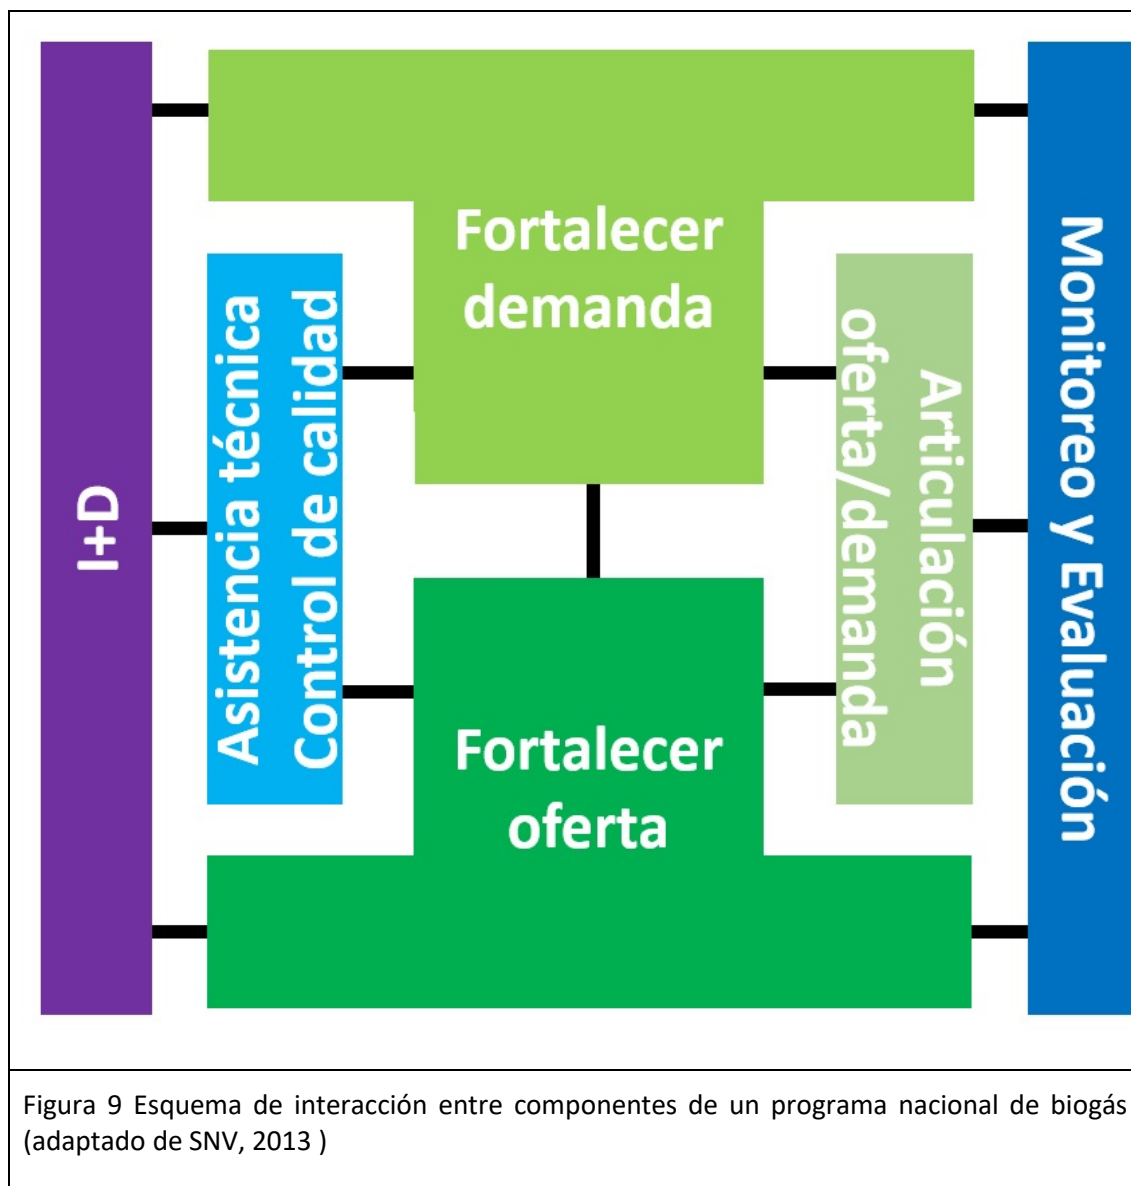 I+D
Fortalecer
demanda
Asistencia técnica
Control de calidad
Articulación
oferta/demanda
Fortalecer
oferta
Monitoreo y Evaluación
Figura 9 Esquema de interacción entre componentes de un programa nacional de biogás
(adaptado de SNV, 2013 )